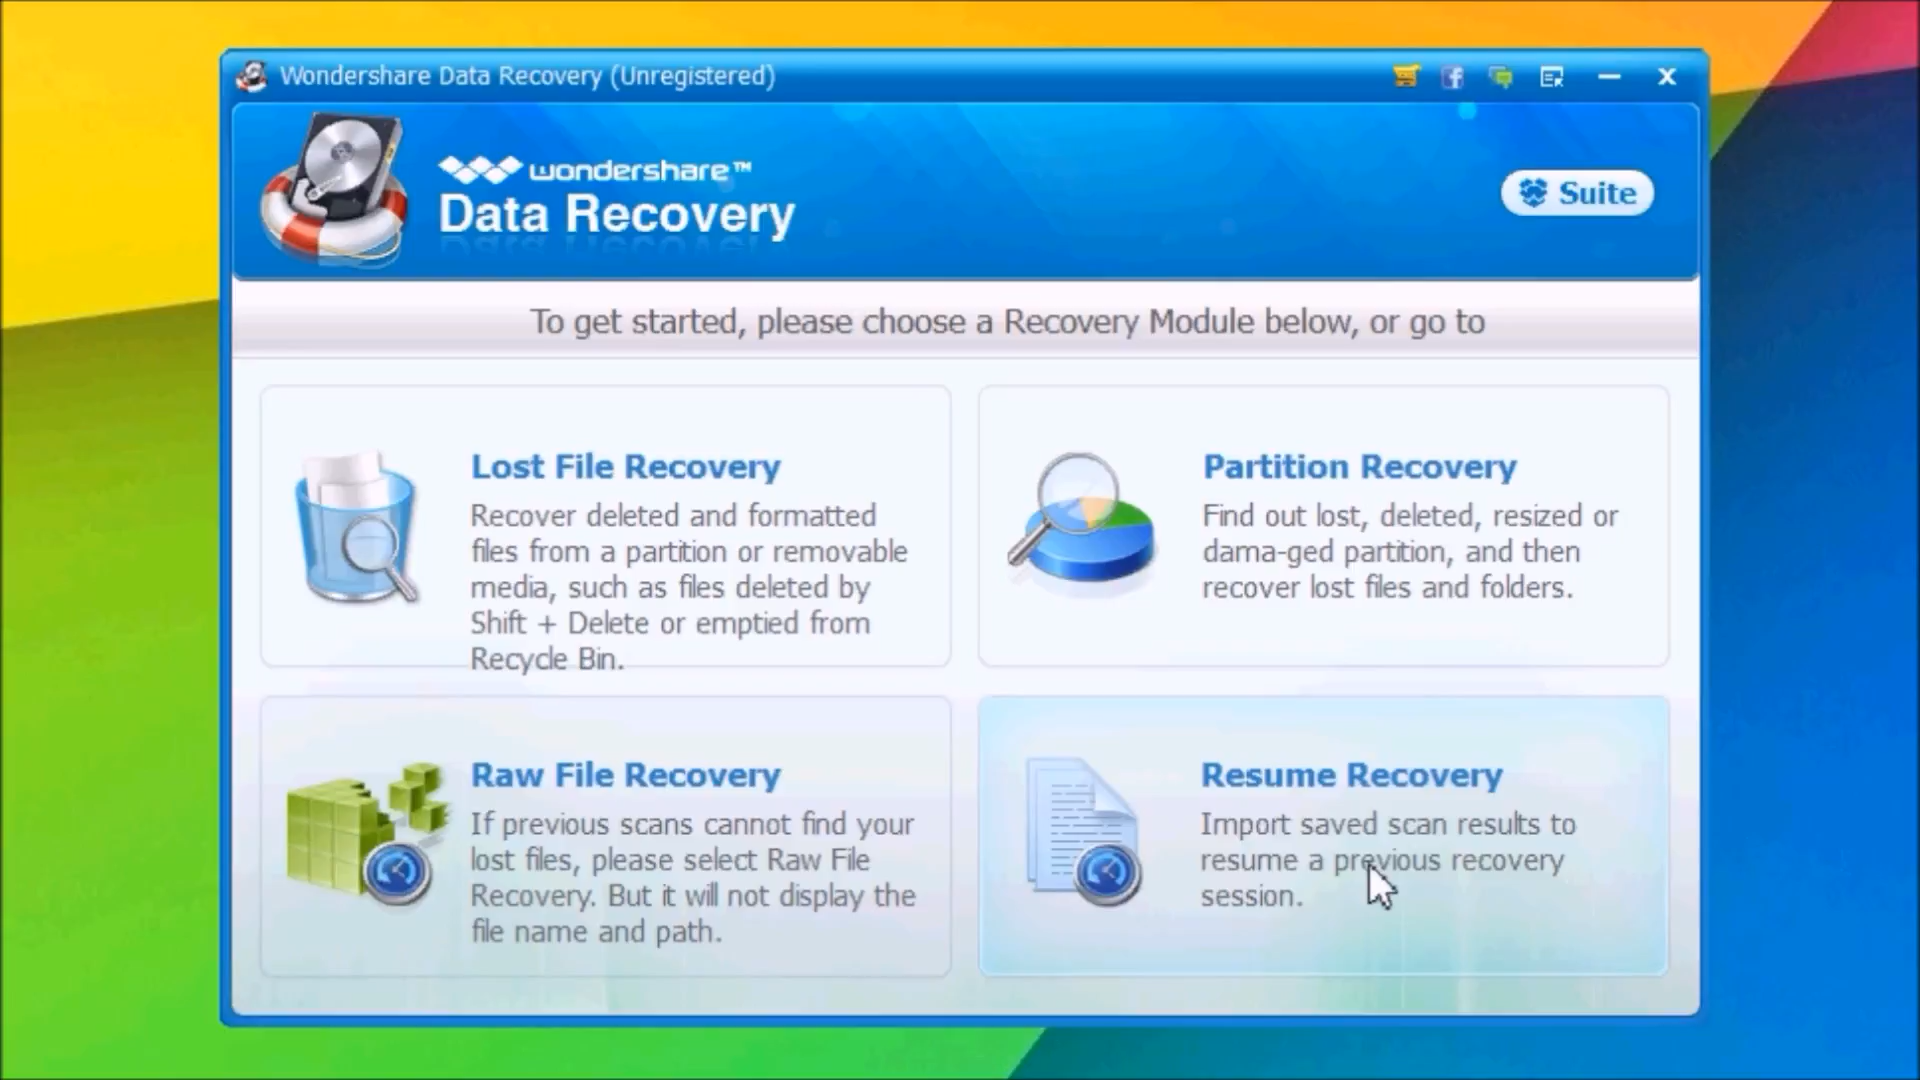 Wondershare Data Recovery (Unregistered)
wondershare™
Data Recovery
Suite
To get started, please choose a Recovery Module below, or go to
Lost File Recovery
Recover deleted and formatted
files from a partition or removable
media, such as files deleted by
Shift + Delete or emptied from
Recycle Bin.
Partition Recovery
Find out lost, deleted, resized or
dama-ged partition, and then
recover lost files and folders.
Raw File Recovery
If previous scans cannot find your
lost files, please select Raw File
Recovery. But it will not display the
file name and path.
Resume Recovery
Import saved scan results to
resume a previous recovery
session.